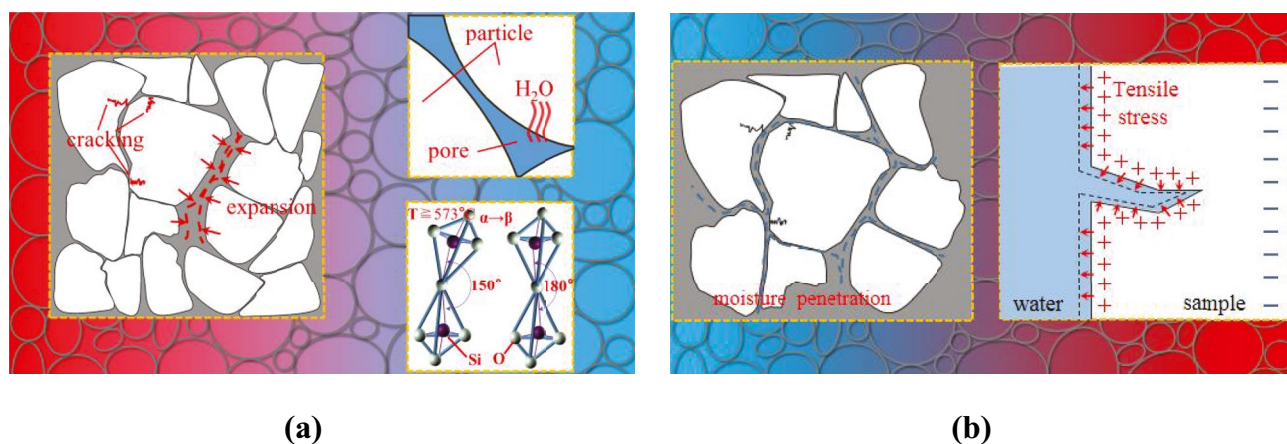 particle
H₂O
pore
cracking
expansion
T≧573° α→β
150°
180°
Si
O
Tensile
stress
moisture penetration
water
sample
(a)
(b)